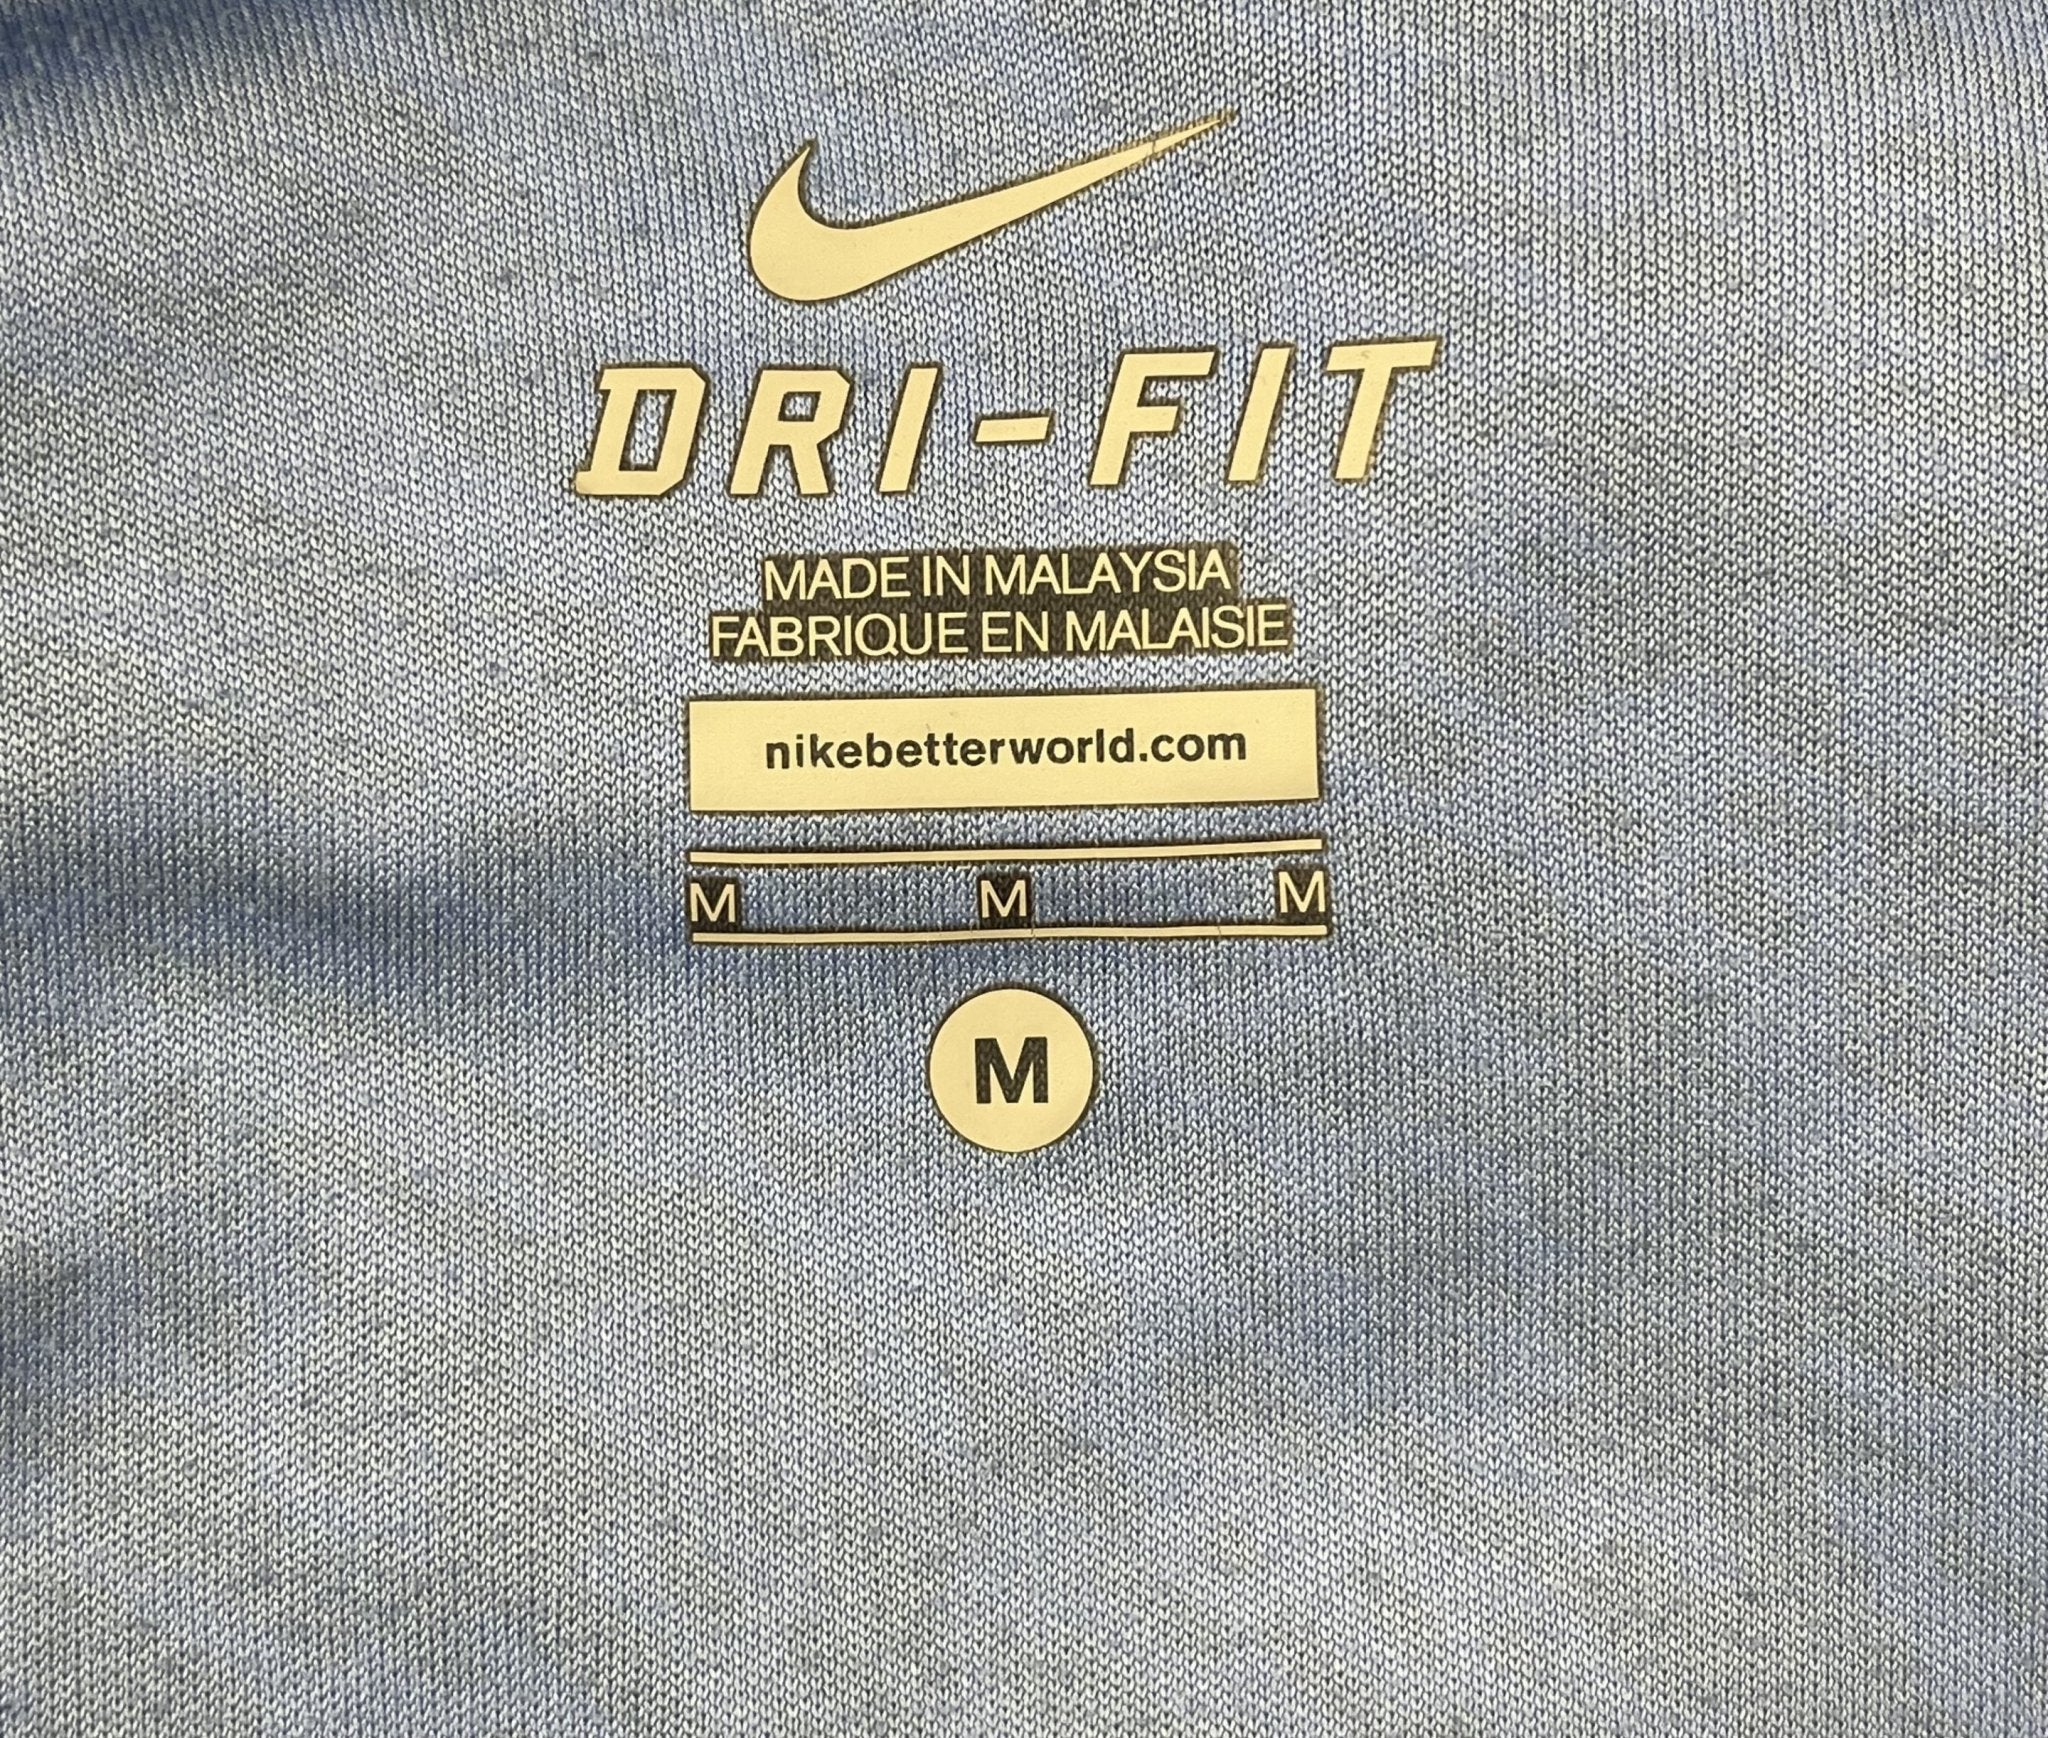 DRI-FIT
MADE IN MALAYSIA
FABRIQUE EN MALAISIE
nikebetterworld.com
M M M
M